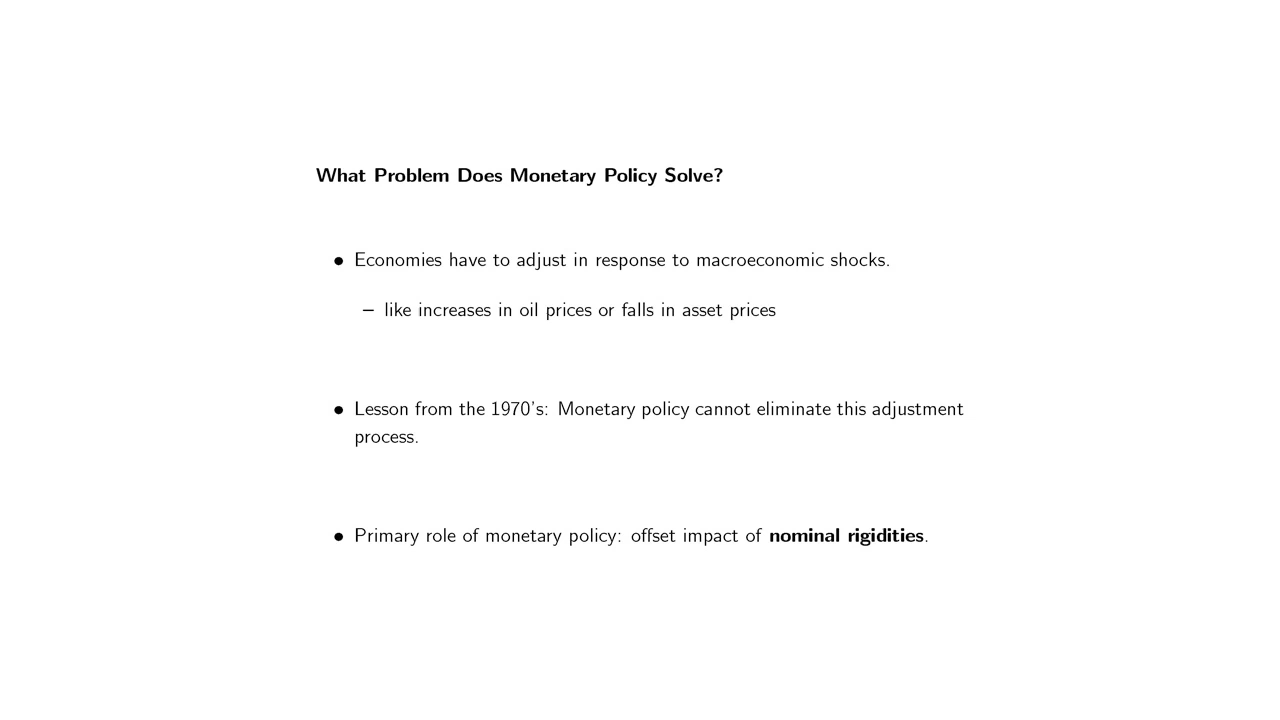 What Problem Does Monetary Policy Solve?
• Economies have to adjust in response to macroeconomic shocks.
– like increases in oil prices or falls in asset prices
• Lesson from the 1970's: Monetary policy cannot eliminate this adjustment
process.
• Primary role of monetary policy: offset impact of nominal rigidities.